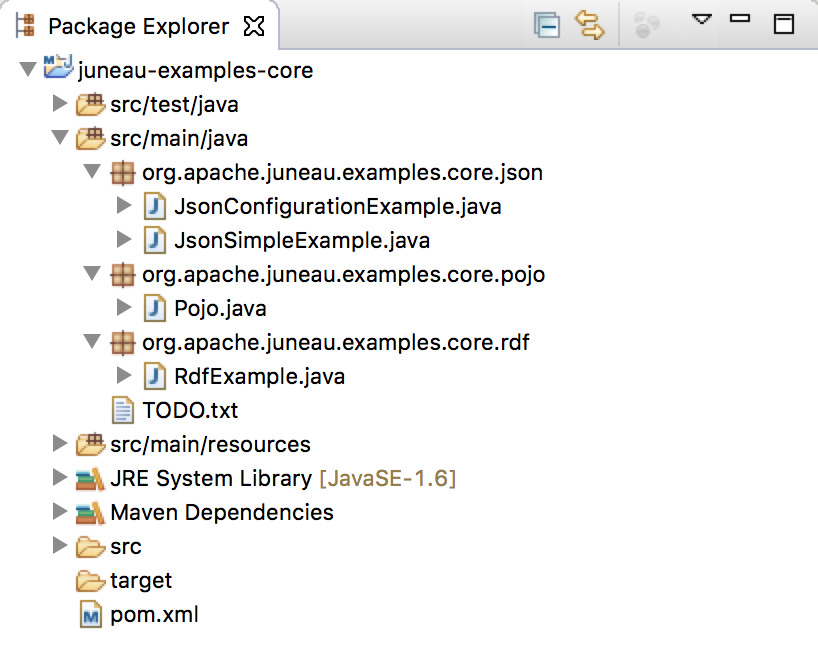 Package Explorer
juneau-examples-core
src/test/java
src/main/java
org.apache.juneau.examples.core.json
JsonConfigurationExample.java
JsonSimpleExample.java
org.apache.juneau.examples.core.pojo
Pojo.java
org.apache.juneau.examples.core.rdf
RdfExample.java
TODO.txt
src/main/resources
JRE System Library [JavaSE-1.6]
Maven Dependencies
src
target
pom.xml